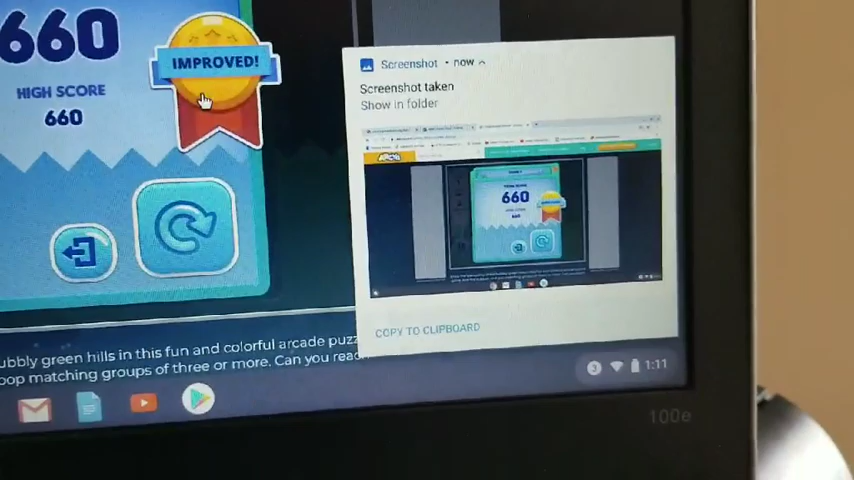 660
HIGH SCORE
660
IMPROVED!
Screenshot • now
Screenshot taken
Show in folder
660
COPY TO CLIPBOARD
ubbly green hills in this fun and colorful arcade puzz
oop matching groups of three or more. Can you reac
3
1:11
100e